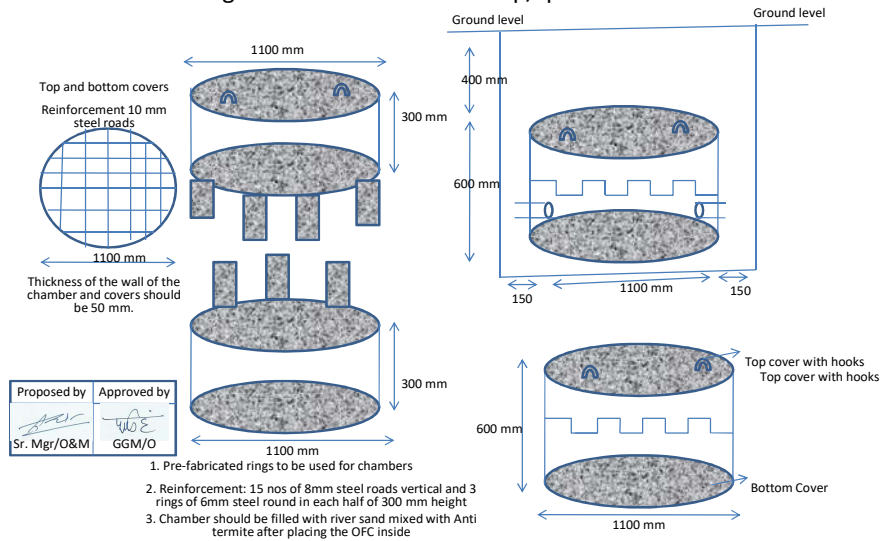 Ground level
Ground level
1100 mm
400 mm
Top and bottom covers
Reinforcement 10 mm
steel roads
300 mm
600 mm
1100 mm
Thickness of the wall of the
chamber and covers should
be 50 mm.
150
1100 mm
150
Top cover with hooks
Top cover with hooks
300 mm
Proposed by
Approved by
Sr. Mgr/O&M
GGM/O
600 mm
1100 mm
1. Pre-fabricated rings to be used for chambers
2. Reinforcement: 15 nos of 8mm steel roads vertical and 3
rings of 6mm steel round in each half of 300 mm height
3. Chamber should be filled with river sand mixed with Anti
termite after placing the OFC inside
Bottom Cover
1100 mm